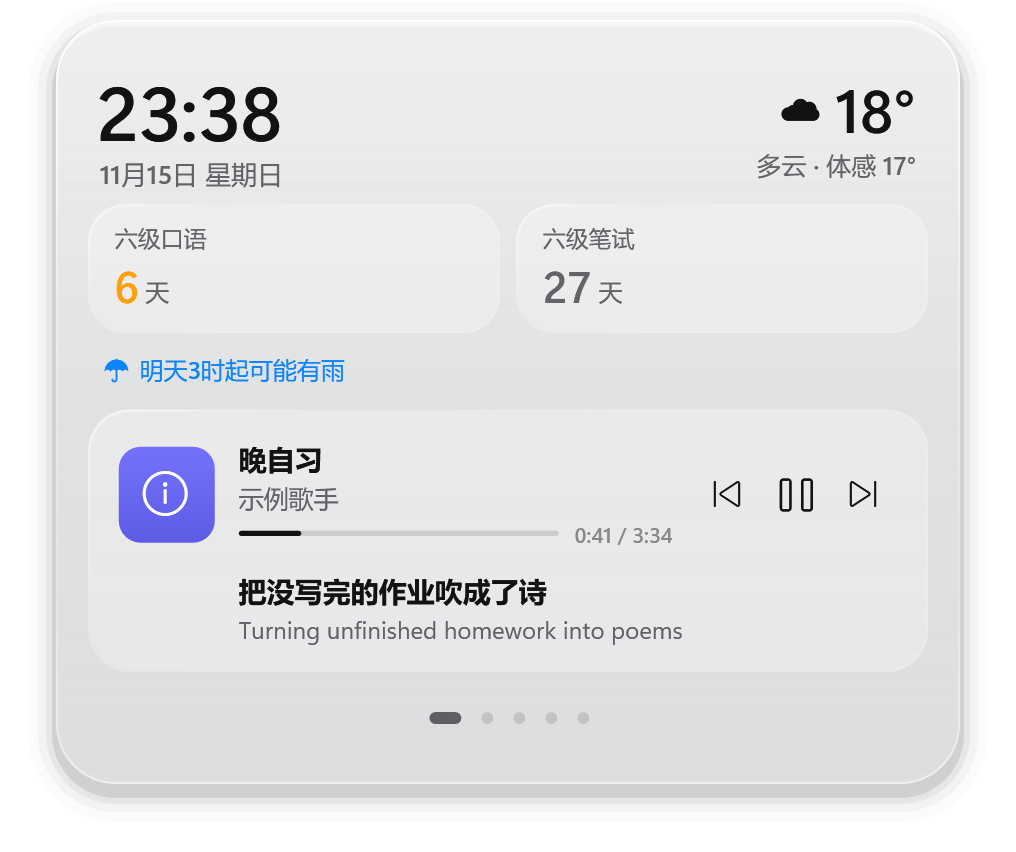 23:38
18°
11月15日 星期日
多云 · 体感 17°
六级口语
6 天
六级笔试
27 天
明天3时起可能有雨
晚自习
示例歌手
0:41 / 3:34
把没写完的作业吹成了诗
Turning unfinished homework into poems